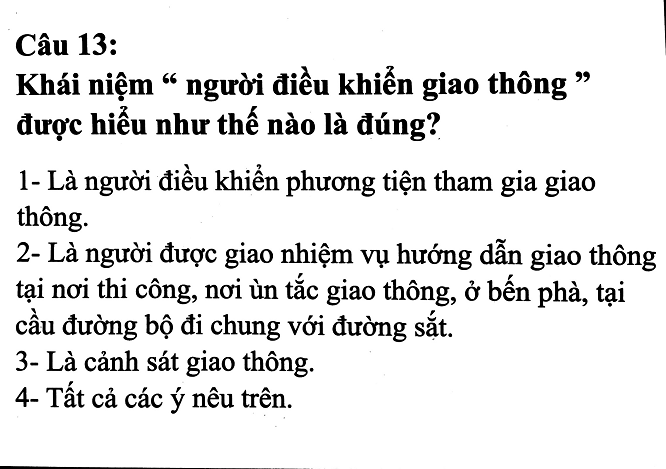 Câu 13:
Khái niệm “ người điều khiển giao thông ”
được hiểu như thế nào là đúng?
1- Là người điều khiển phương tiện tham gia giao
thông.
2- Là người được giao nhiệm vụ hướng dẫn giao thông
tại nơi thi công, nơi ùn tắc giao thông, ở bến phà, tại
cầu đường bộ đi chung với đường sắt.
3- Là cảnh sát giao thông.
4- Tất cả các ý nêu trên.